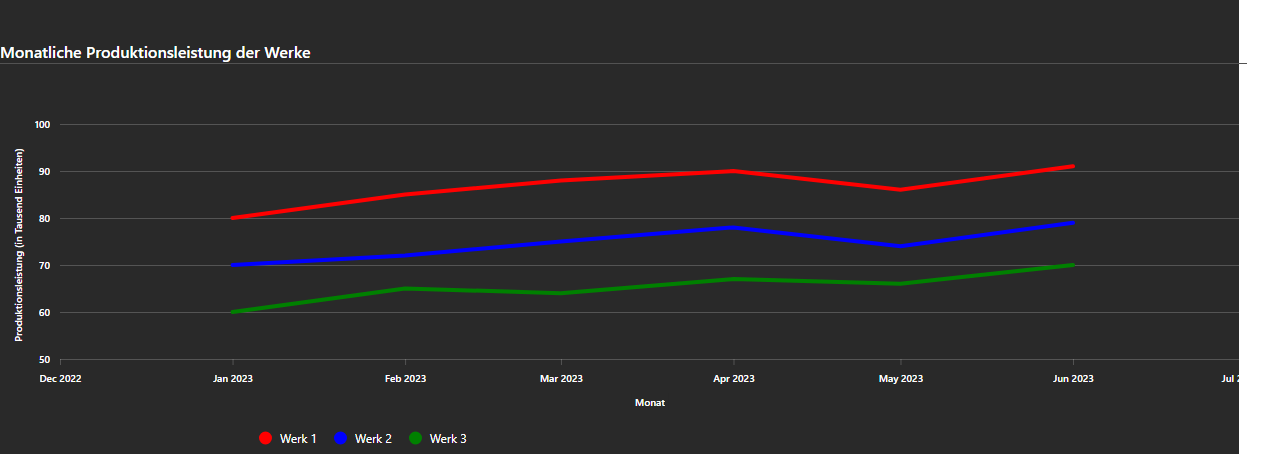 Monatliche Produktionsleistung der Werke
Produktionsleistung (in Tausend Einheiten)
100
90
80
70
60
50
Dec 2022 Jan 2023 Feb 2023 Mar 2023 Apr 2023 May 2023 Jun 2023 Jul
Monat
Werk 1 Werk 2 Werk 3